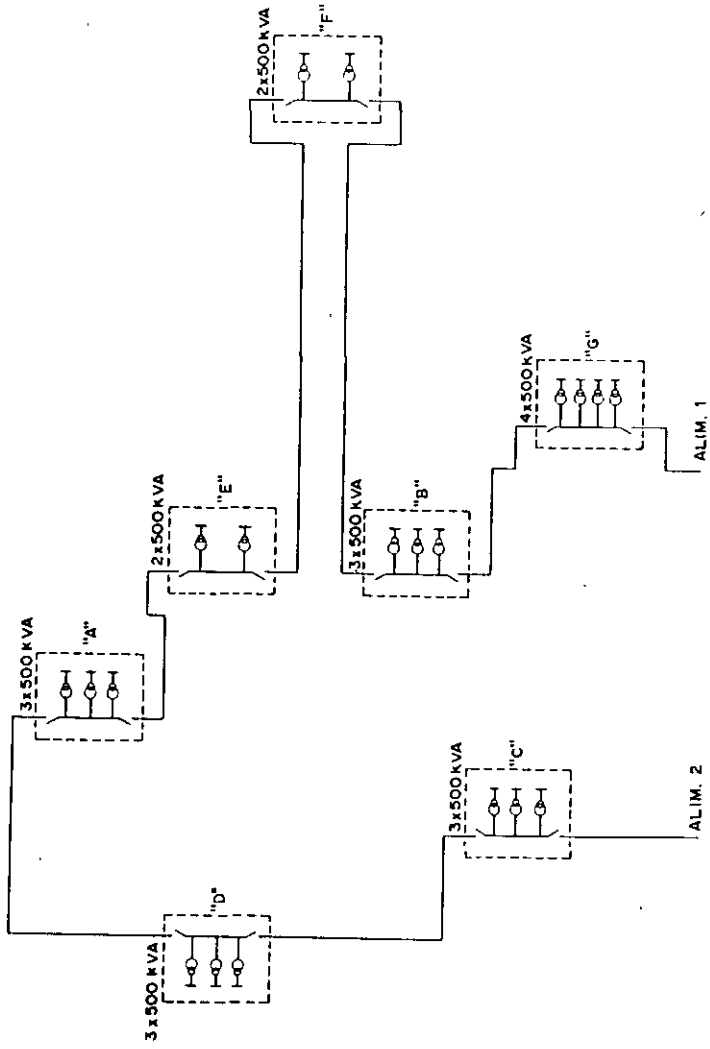 2x500 KVA
"F"
4x500 KVA
"G"
ALIM. 1
2x500 KVA
"E"
3x500 KVA
"B"
3x500 KVA
"A"
3x500 KVA
"C"
ALIM. 2
3x500 KVA
"D"